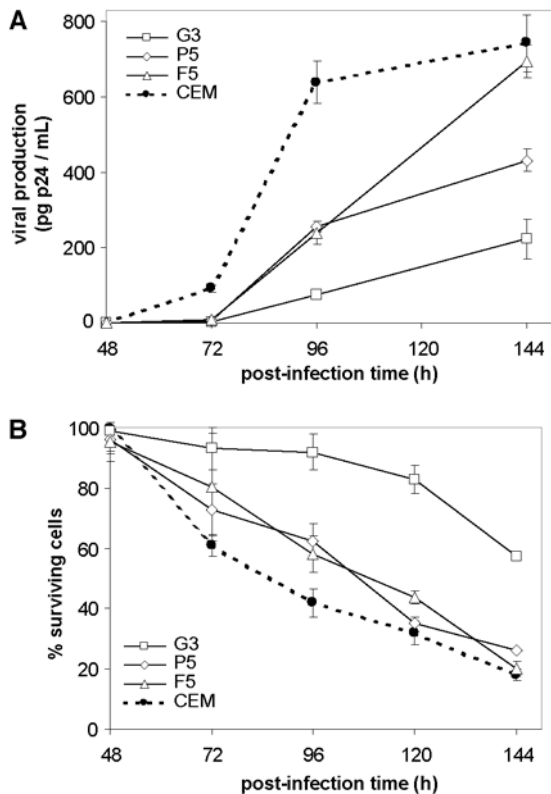 A
G3
P5
F5
CEM
viral production
(pg p24 / mL)
800
600
400
200
0
48
72
96
120
144
post-infection time (h)
B
% surviving cells
100
80
60
40
20
0
G3
P5
F5
CEM
48
72
96
120
144
post-infection time (h)